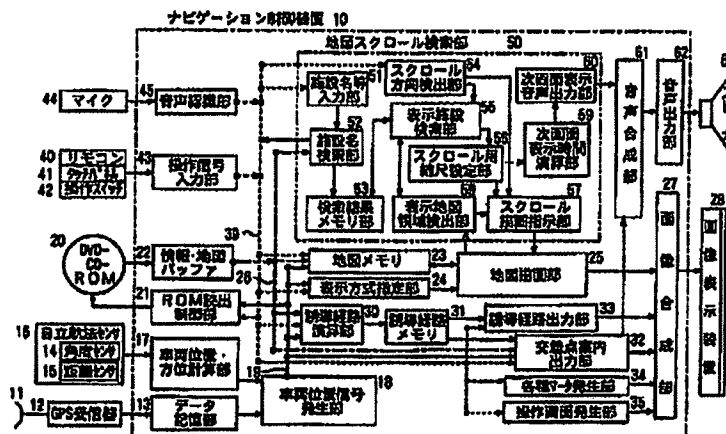 ナビゲーション制御装置 10
地図スクロール検索部 50
44 マイク
45 音声認識部
51 施設名称入力部
54 スクロール方向検出部
60 次画面表示音声出力部
61 音声合成部
62 音声出力部
55 表示施設検索部
52 施設名検索部
59 次画面表示時間演算部
40 リモコン
41 タッチパネル
42 操作スイッチ
43 操作信号入力部
56 スクロール用縮尺設定部
53 検索結果メモリ部
58 表示地図領域検出部
57 スクロール描画指示部
27 画像合成部
28 画像表示装置
39
20 DVD-CD-ROM
22 情報・地図バッファ
地図メモリ 23
地図描画部 25
26
表示方式指定部 24
21 ROM読出制御部
誘導経路演算部 30
誘導経路メモリ 31
誘導経路出力部 33
16 自立航法センサ
14 角度センサ
15 距離センサ
17 車両位置・方位計算部
19
交差点案内出力部 32
車両位置信号発生部 18
各種マーク発生部 34
11
12 GPS受信器
13 データ記憶部
操作画面発生部 35